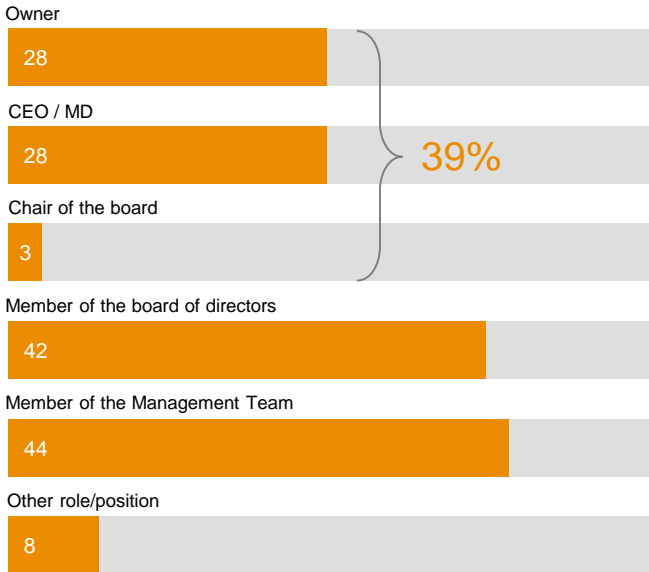 Owner
28
CEO / MD
28
39%
Chair of the board
3
Member of the board of directors
42
Member of the Management Team
44
Other role/position
8